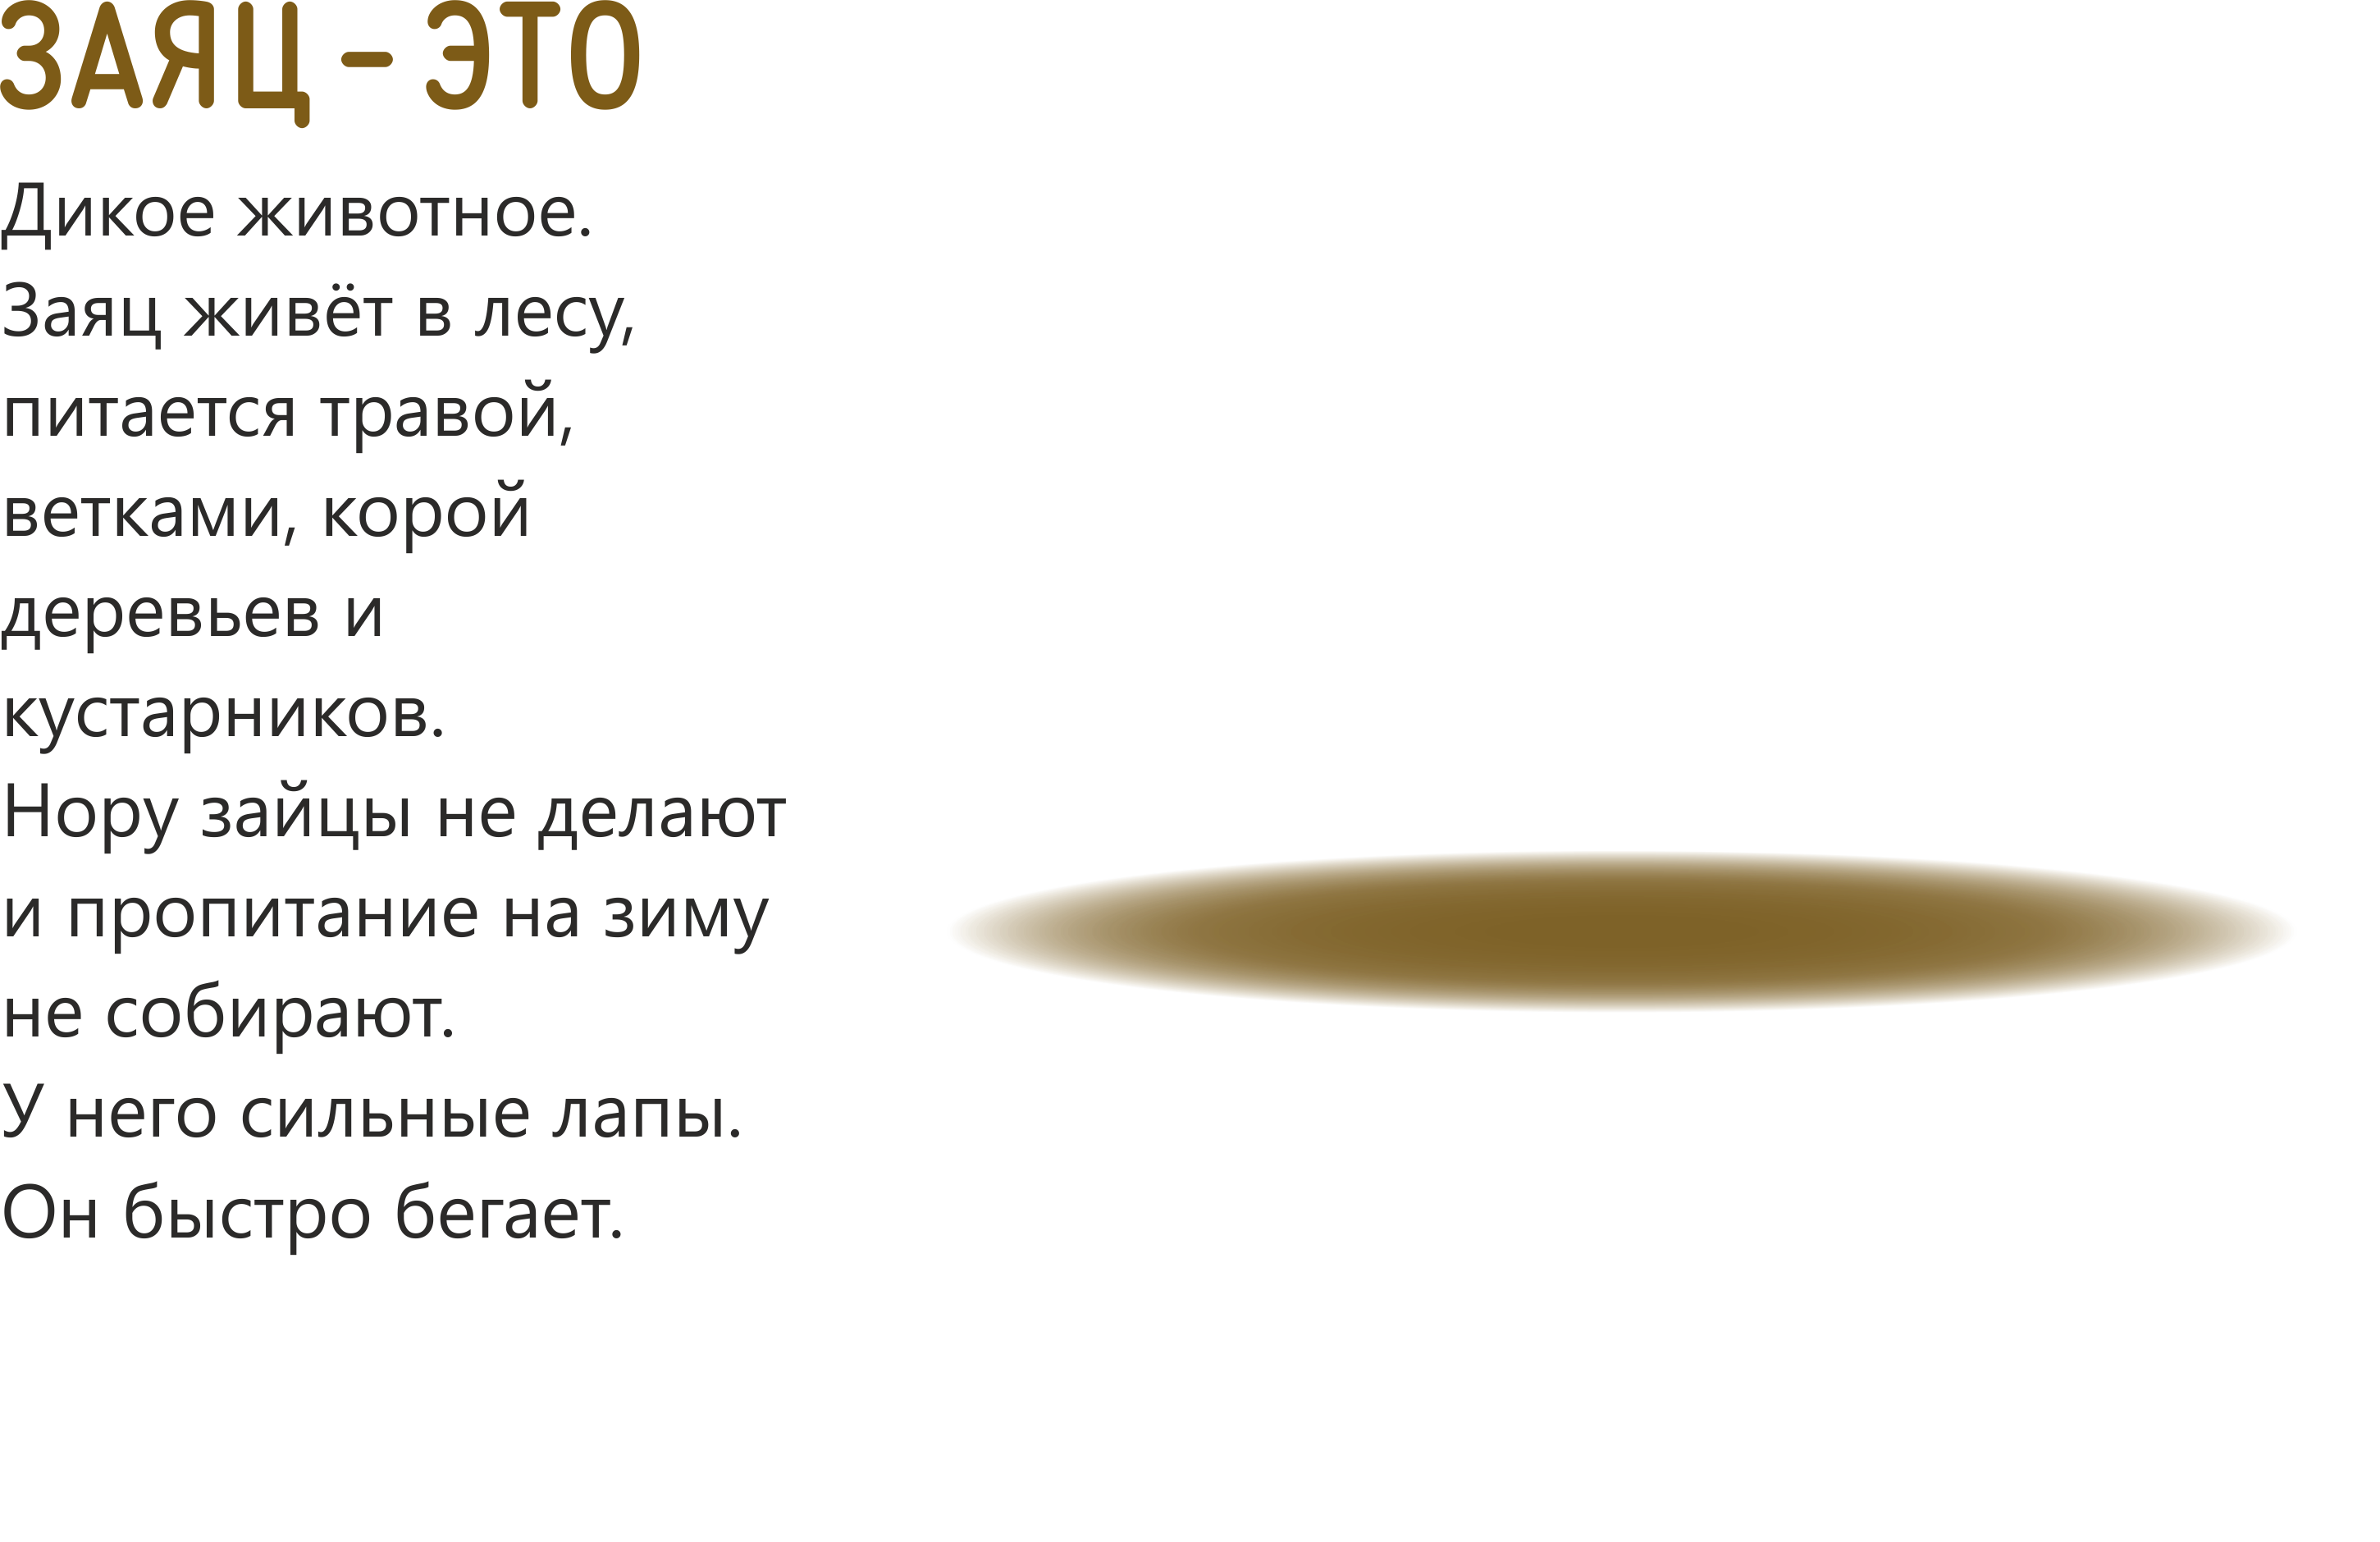 ЗАЯЦ - ЭТО
Дикое животное.
Заяц живёт в лесу,
питается травой,
ветками, корой
деревьев и
кустарников.
Нору зайцы не делают
и пропитание на зиму
не собирают.
У него сильные лапы.
Он быстро бегает.